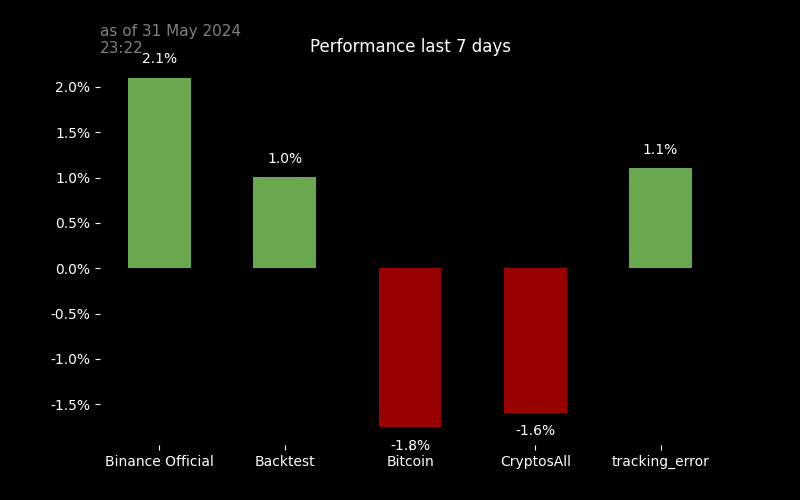 as of 31 May 2024
23:22
Performance last 7 days
2.1%
1.0%
-1.8%
-1.6%
1.1%
2.0%
1.5%
1.0%
0.5%
0.0%
-0.5%
-1.0%
-1.5%
Binance Official
Backtest
Bitcoin
CryptosAll
tracking_error